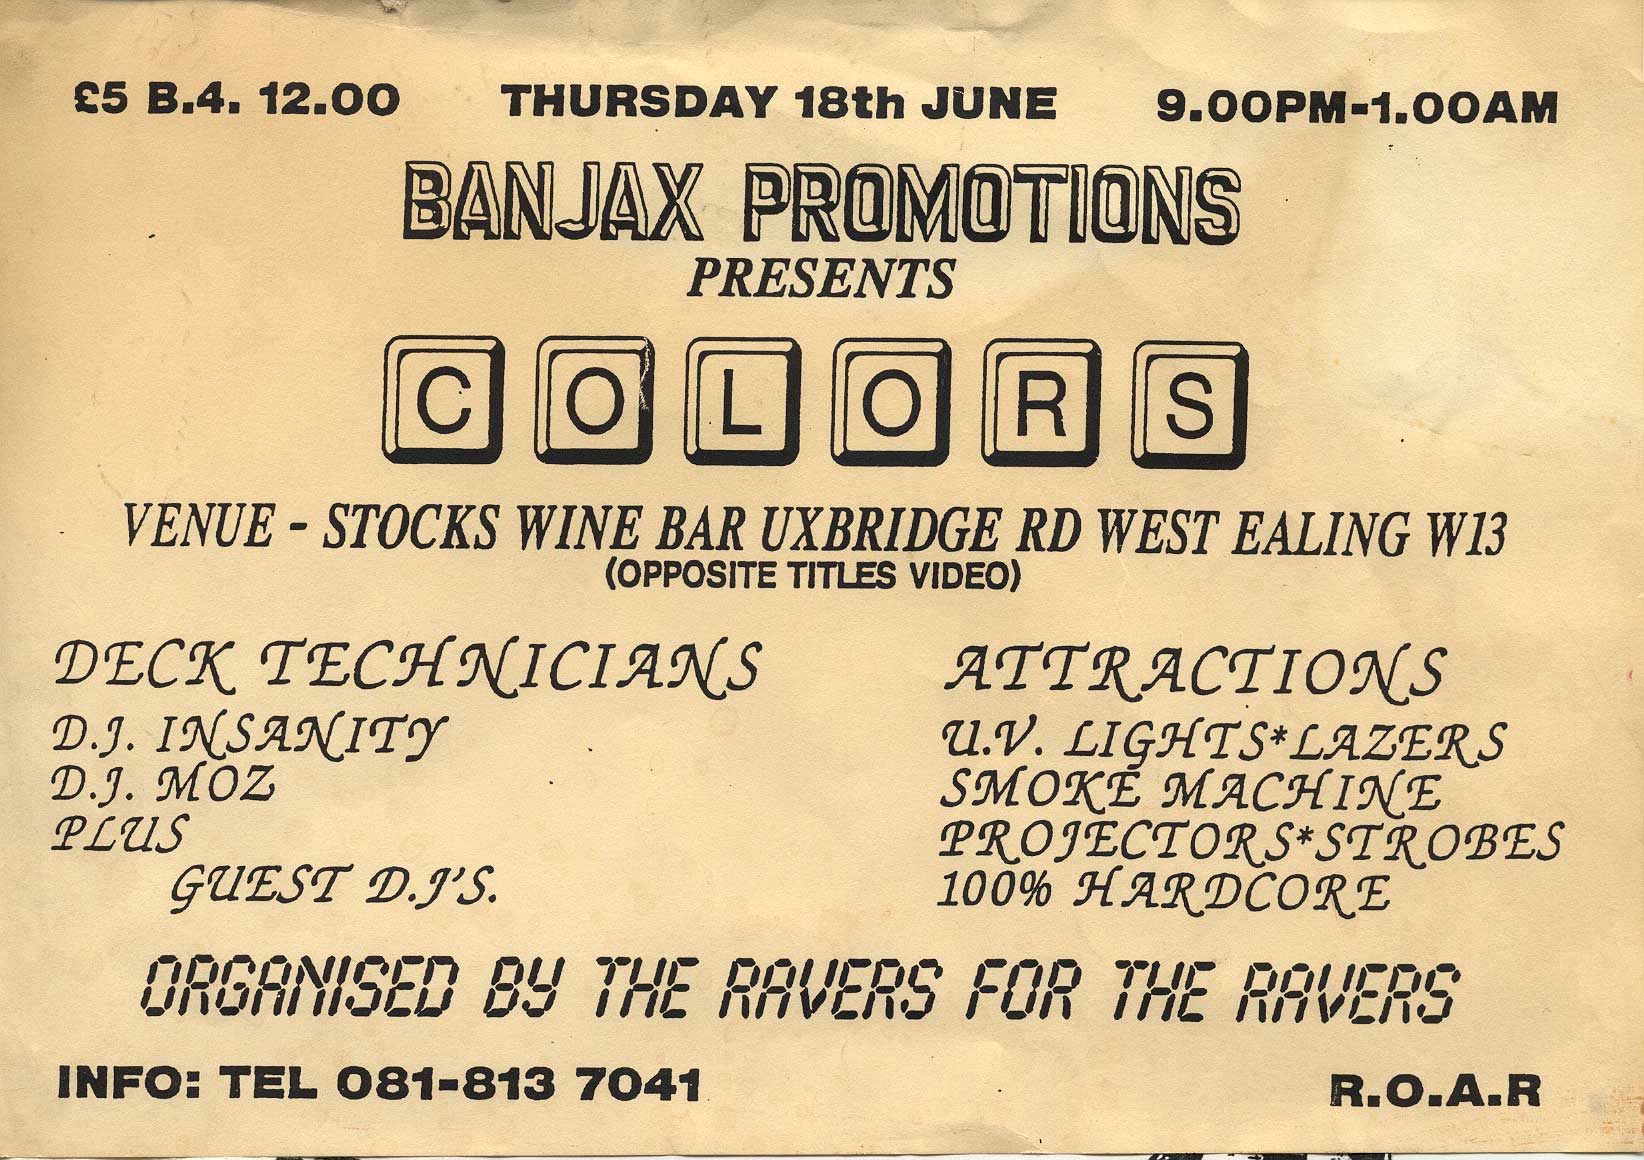 £5 B.4. 12.00 THURSDAY 18th JUNE 9.00PM-1.00AM
BANJAX PROMOTIONS
PRESENTS
COLORS
VENUE - STOCKS WINE BAR UXBRIDGE RD WEST EALING W13
(OPPOSITE TITLES VIDEO)
DECK TECHNICIANS
D.J. INSANITY
D.J. MOZ
PLUS
GUEST D.J'S.
ATTRACTIONS
U.V. LIGHTS*LAZERS
SMOKE MACHINE
PROJECTORS*STROBES
100% HARDCORE
ORGANISED BY THE RAVERS FOR THE RAVERS
INFO: TEL 081-813 7041 R.O.A.R